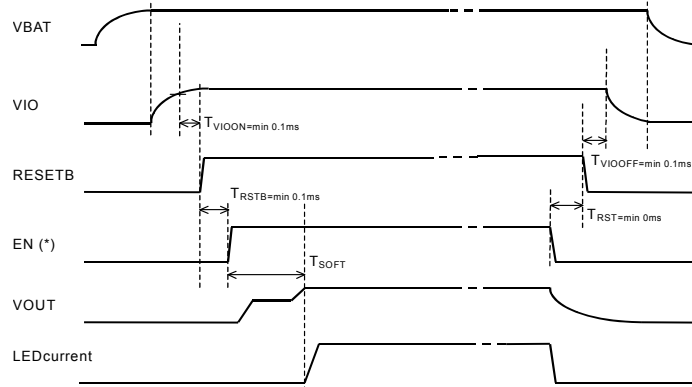 VBAT
VIO
TVIOON=min 0.1ms
TVIOOFF=min 0.1ms
RESETB
TRSTB=min 0.1ms
TRST=min 0ms
EN (*)
TSOFT
VOUT
LEDcurrent